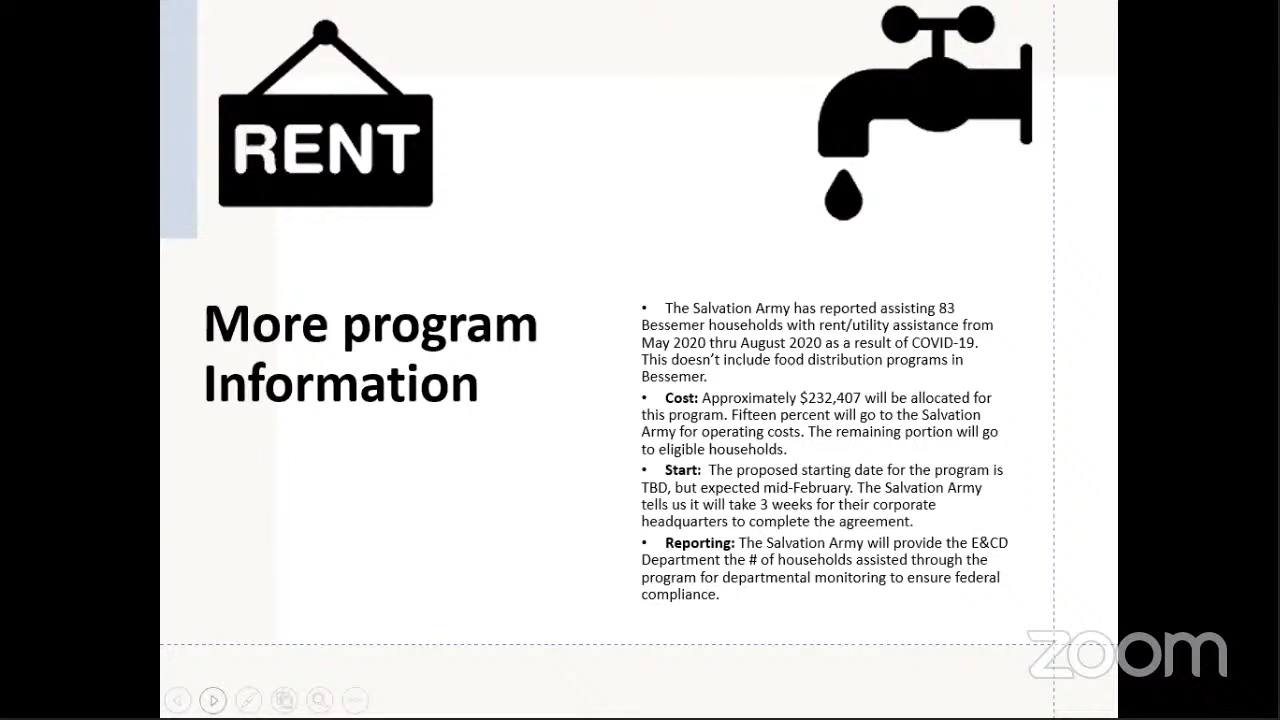 RENT
More program
Information
• The Salvation Army has reported assisting 83
Bessemer households with rent/utility assistance from
May 2020 thru August 2020 as a result of COVID-19.
This doesn’t include food distribution programs in
Bessemer.
• Cost: Approximately $232,407 will be allocated for
this program. Fifteen percent will go to the Salvation
Army for operating costs. The remaining portion will go
to eligible households.
• Start:  The proposed starting date for the program is
TBD, but expected mid-February. The Salvation Army
tells us it will take 3 weeks for their corporate
headquarters to complete the agreement.
• Reporting: The Salvation Army will provide the E&CD
Department the # of households assisted through the
program for departmental monitoring to ensure federal
compliance.
zoom